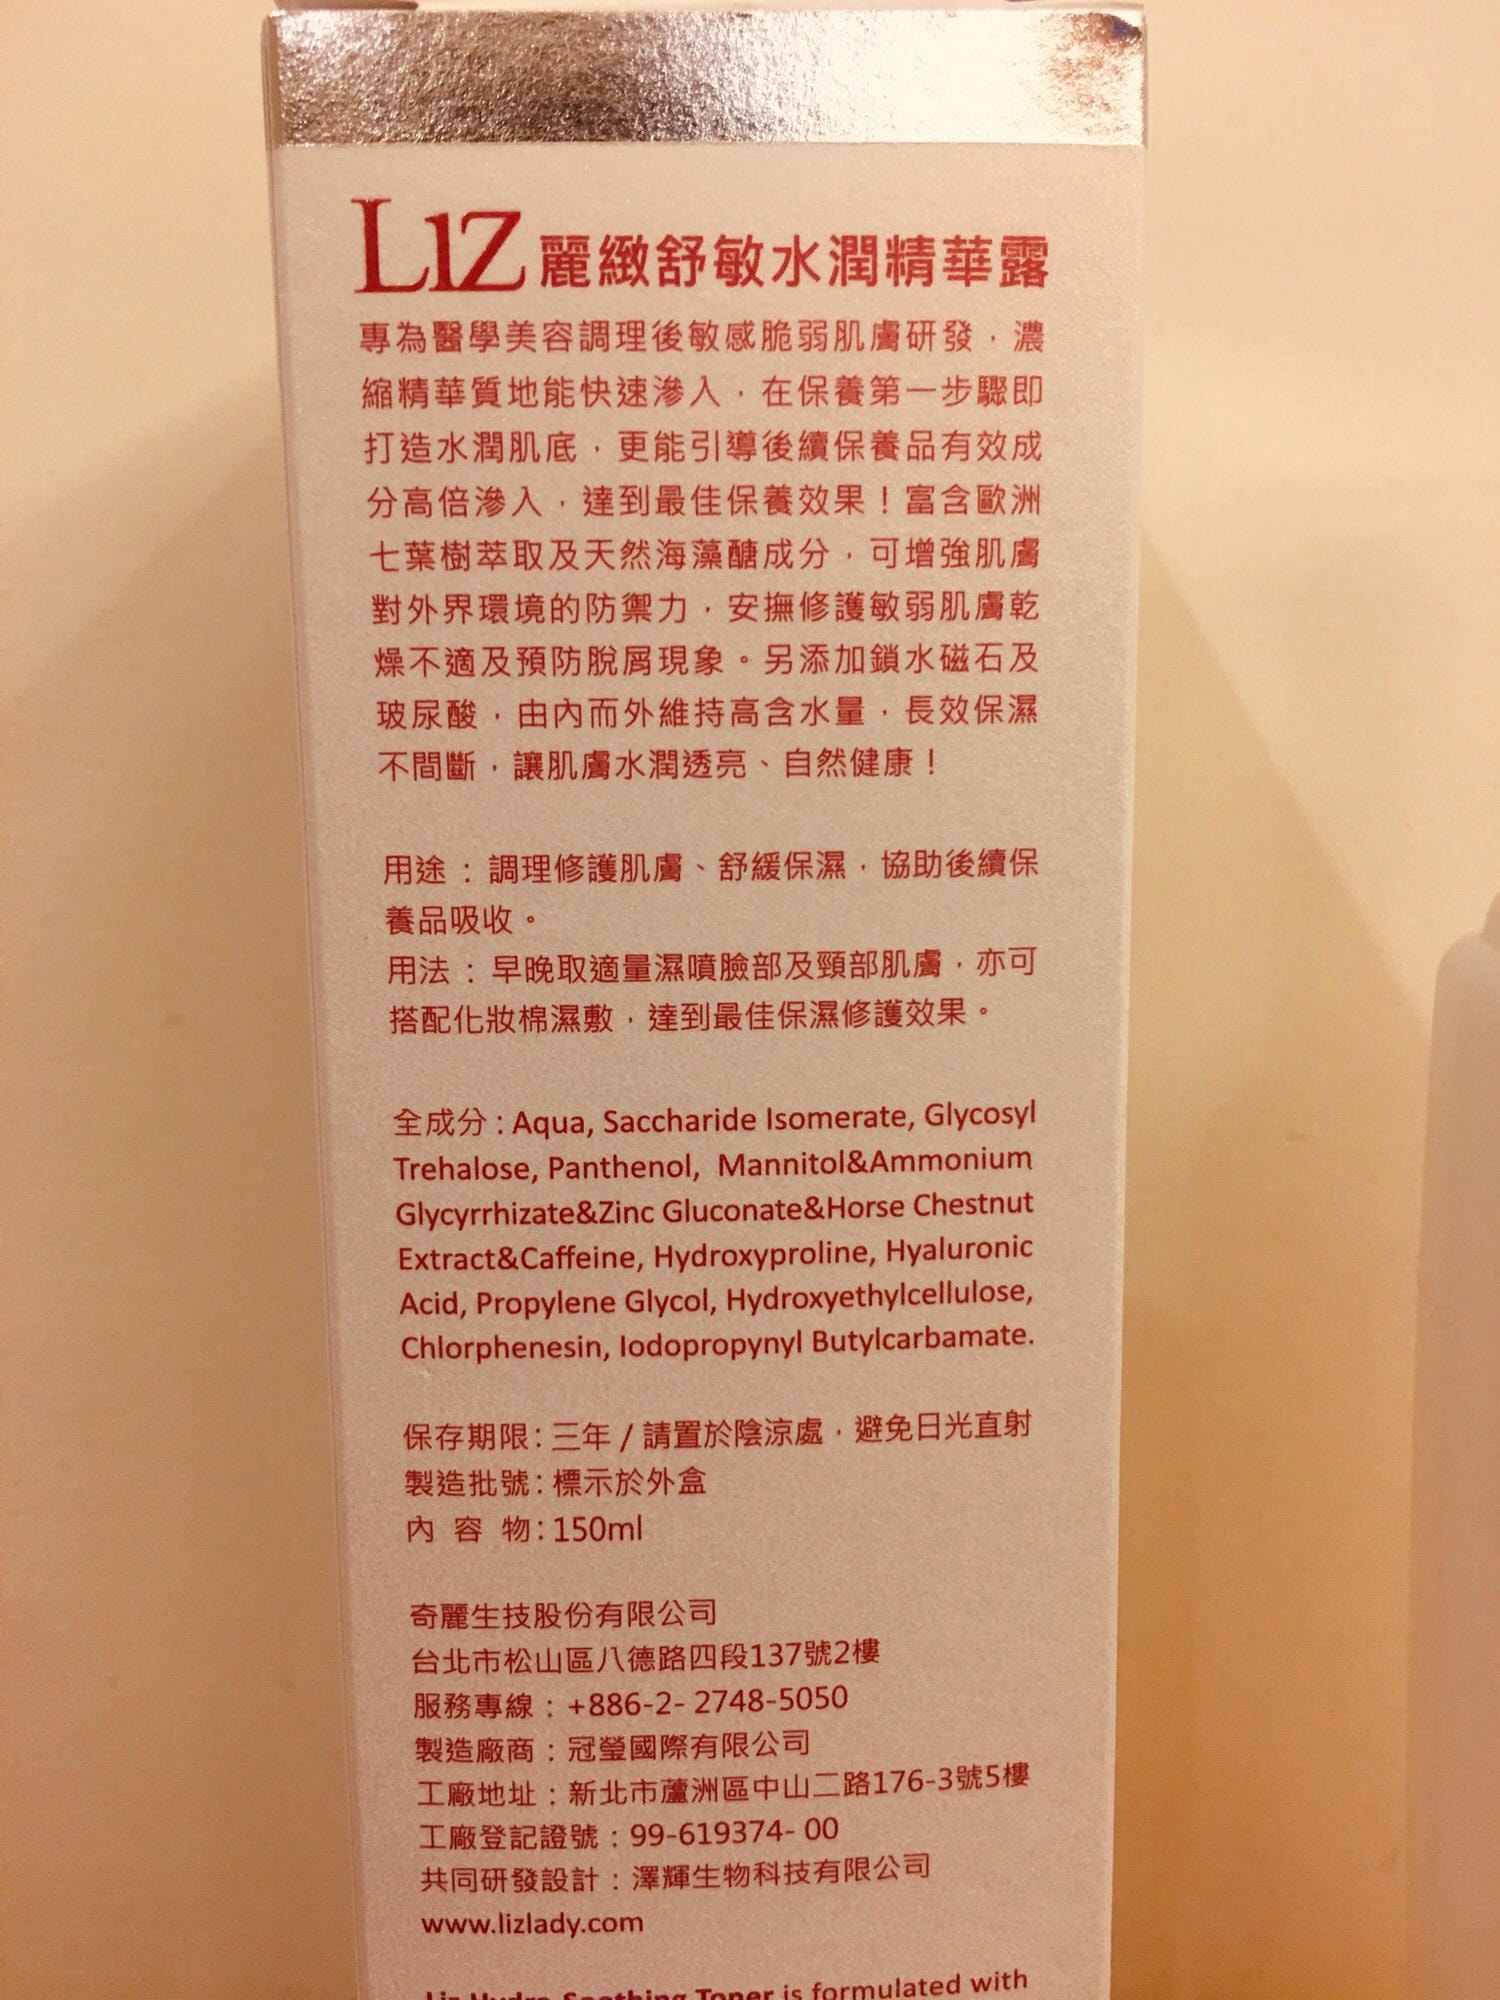 LIZ 麗緻舒敏水潤精華露
專為醫學美容調理後敏感脆弱肌膚研發，濃
縮精華質地能快速滲入，在保養第一步驟即
打造水潤肌底，更能引導後續保養品有效成
分高倍滲入，達到最佳保養效果！富含歐洲
七葉樹萃取及天然海藻醣成分，可增強肌膚
對外界環境的防禦力，安撫修護敏弱肌膚乾
燥不適及預防脫屑現象。另添加鎖水磁石及
玻尿酸，由內而外維持高含水量，長效保濕
不間斷，讓肌膚水潤透亮、自然健康！
用途：調理修護肌膚、舒緩保濕，協助後續保
養品吸收。
用法：早晚取適量濕噴臉部及頸部肌膚，亦可
搭配化妝棉濕敷，達到最佳保濕修護效果。
全成分：Aqua, Saccharide Isomerate, Glycosyl
Trehalose, Panthenol, Mannitol&Ammonium
Glycyrrhizate&Zinc Gluconate&Horse Chestnut
Extract&Caffeine, Hydroxyproline, Hyaluronic
Acid, Propylene Glycol, Hydroxyethylcellulose,
Chlorphenesin, Iodopropynyl Butylcarbamate.
保存期限：三年 / 請置於陰涼處，避免日光直射
製造批號：標示於外盒
內 容 物：150ml
奇麗生技股份有限公司
台北市松山區八德路四段137號2樓
服務專線：+886-2- 2748-5050
製造廠商：冠瑩國際有限公司
工廠地址：新北市蘆洲區中山二路176-3號5樓
工廠登記證號：99-619374- 00
共同研發設計：澤輝生物科技有限公司
www.lizlady.com
Liz Hydro-Soothing Toner is formulated with